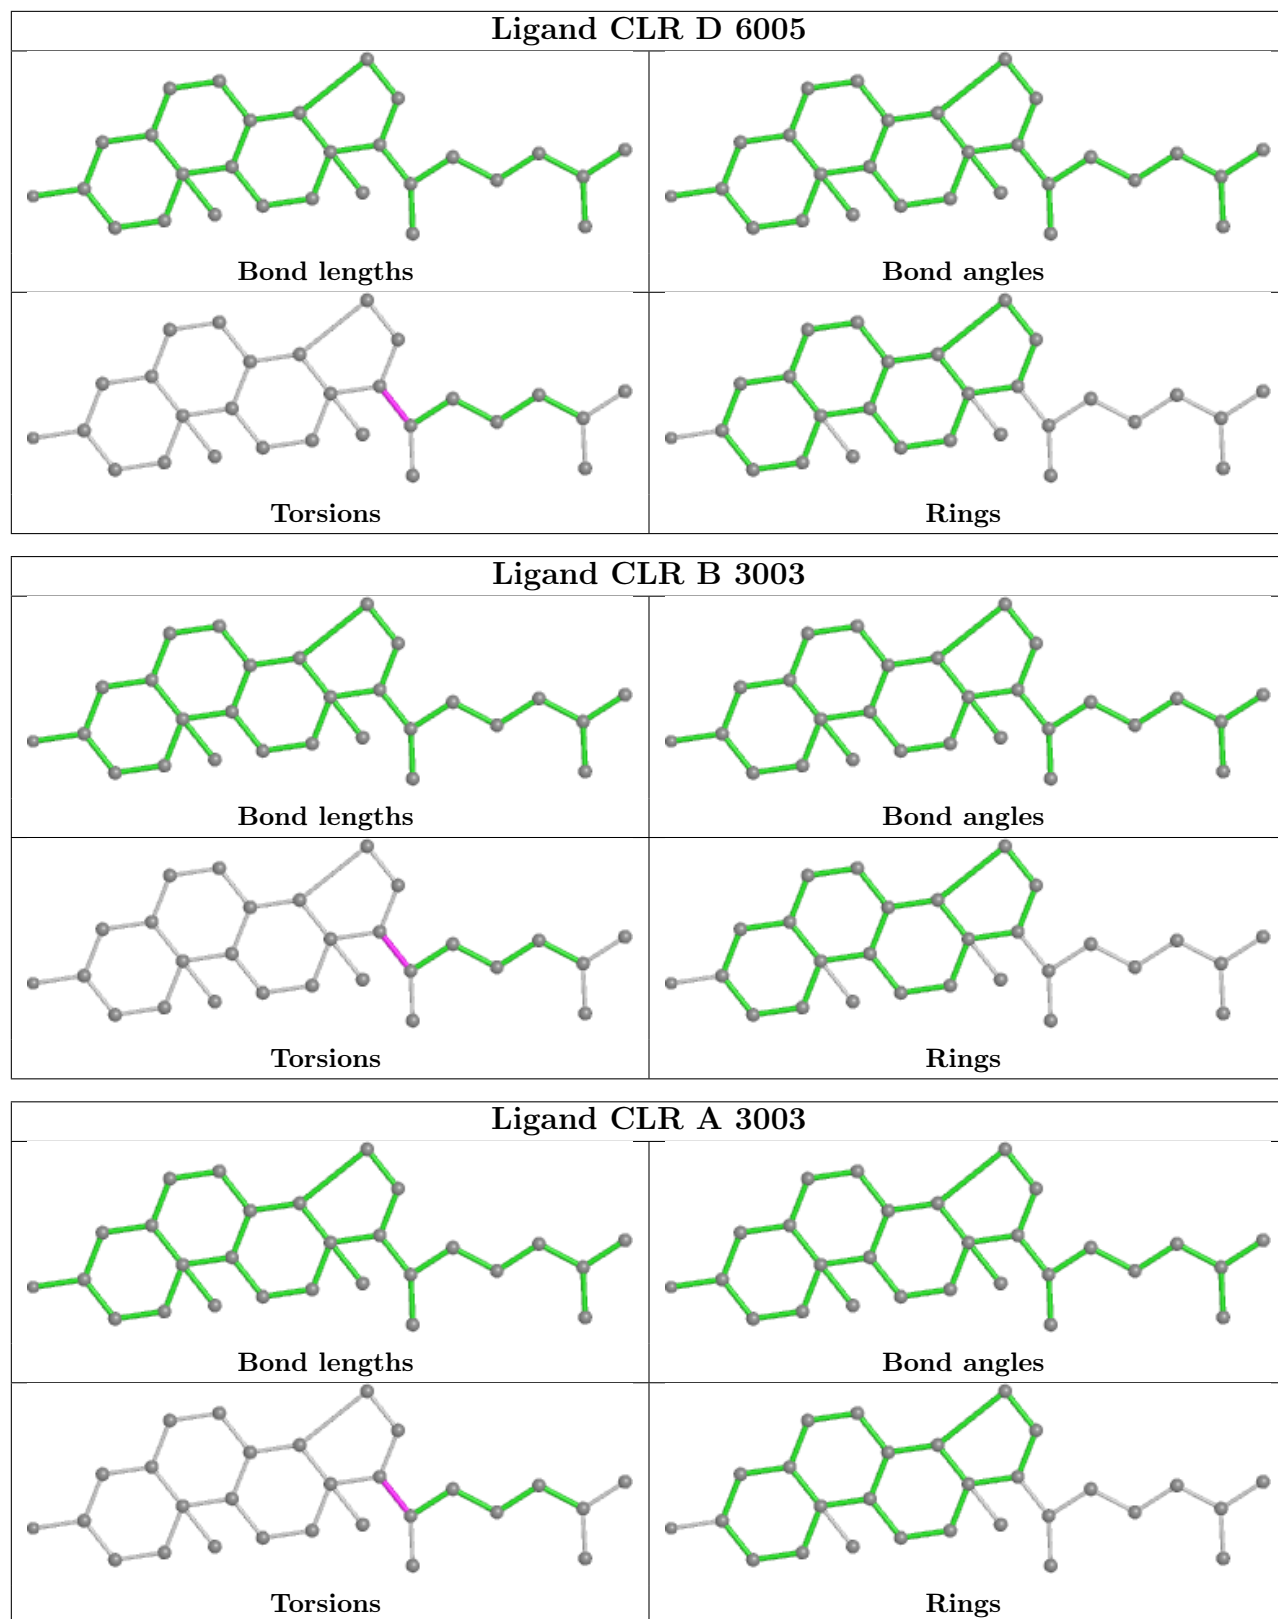 Ligand CLR D 6005
Bond lengths
Bond angles
Torsions
Rings
Ligand CLR B 3003
Bond lengths
Bond angles
Torsions
Rings
Ligand CLR A 3003
Bond lengths
Bond angles
Torsions
Rings